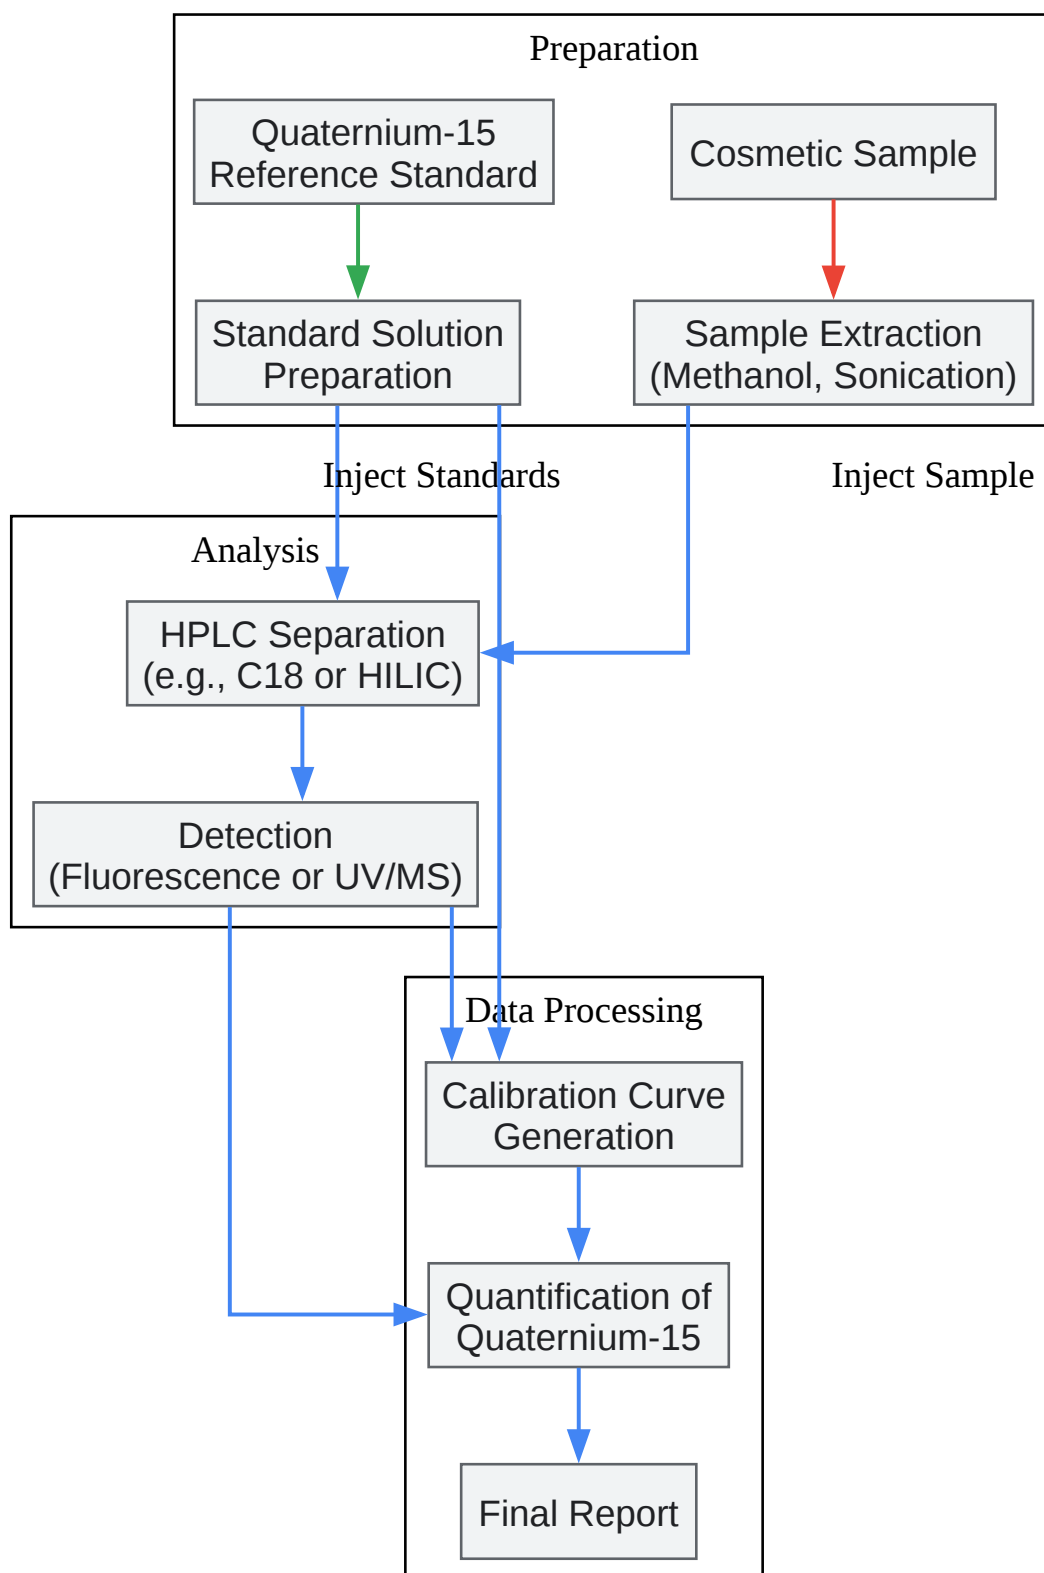 Preparation
Quaternium-15
Reference Standard
Cosmetic Sample
Standard Solution
Preparation
Sample Extraction
(Methanol, Sonication)
Inject Standards
Inject Sample
Analysis
HPLC Separation
(e.g., C18 or HILIC)
Detection
(Fluorescence or UV/MS)
Data Processing
Calibration Curve
Generation
Quantification of
Quaternium-15
Final Report